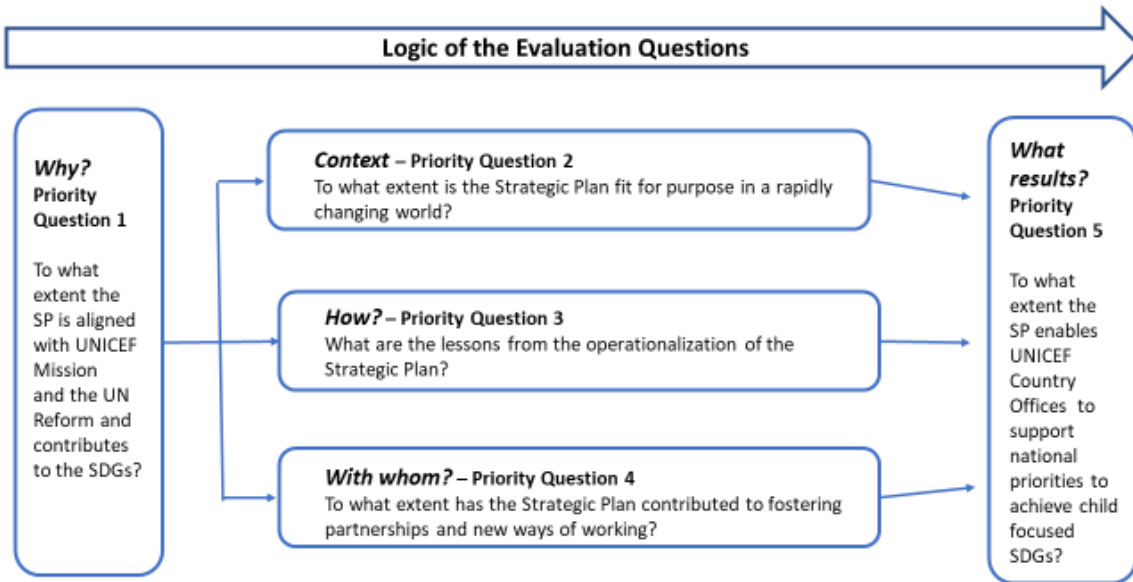 Logic of the Evaluation Questions
Why?
Priority
Question 1
To what
extent the
SP is aligned
with UNICEF
Mission
and the UN
Reform and
contributes
to the SDGs?
Context – Priority Question 2
To what extent is the Strategic Plan fit for purpose in a rapidly
changing world?
How? – Priority Question 3
What are the lessons from the operationalization of the
Strategic Plan?
With whom? – Priority Question 4
To what extent has the Strategic Plan contributed to fostering
partnerships and new ways of working?
What
results?
Priority
Question 5
To what
extent the
SP enables
UNICEF
Country
Offices to
support
national
priorities to
achieve child
focused
SDGs?